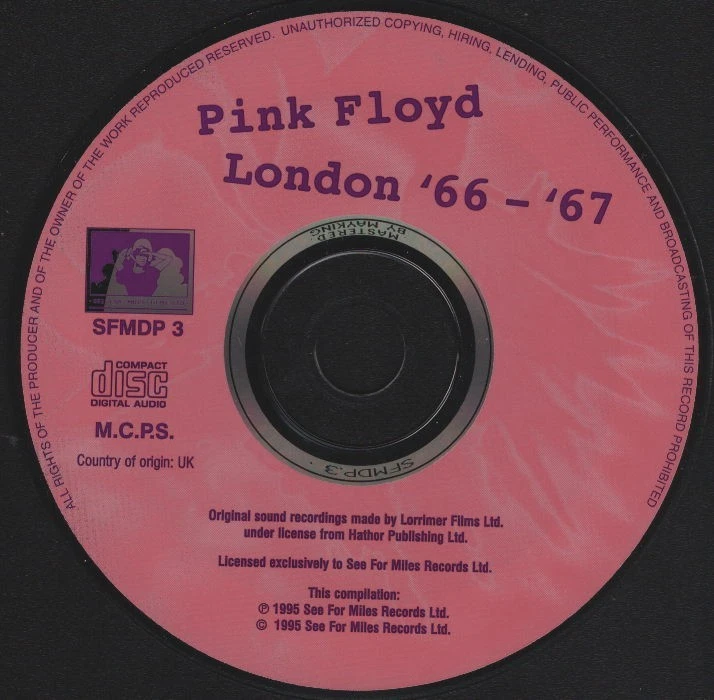 ALL RIGHTS OF THE PRODUCER AND OF THE OWNER OF THE WORK REPRODUCED RESERVED. UNAUTHORIZED COPYING, HIRING, LENDING, PUBLIC PERFORMANCE AND BROADCASTING OF THIS RECORD PROHIBITED
Pink Floyd
London ‘66 – ‘67
MASTERED
BY MAYKING
SFMDP 3
COMPACT
disc
DIGITAL AUDIO
M.C.P.S.
Country of origin: UK
SFMDP.3
Original sound recordings made by Lorrimer Films Ltd.
under license from Hathor Publishing Ltd.
Licensed exclusively to See For Miles Records Ltd.
This compilation:
℗ 1995 See For Miles Records Ltd.
© 1995 See For Miles Records Ltd.